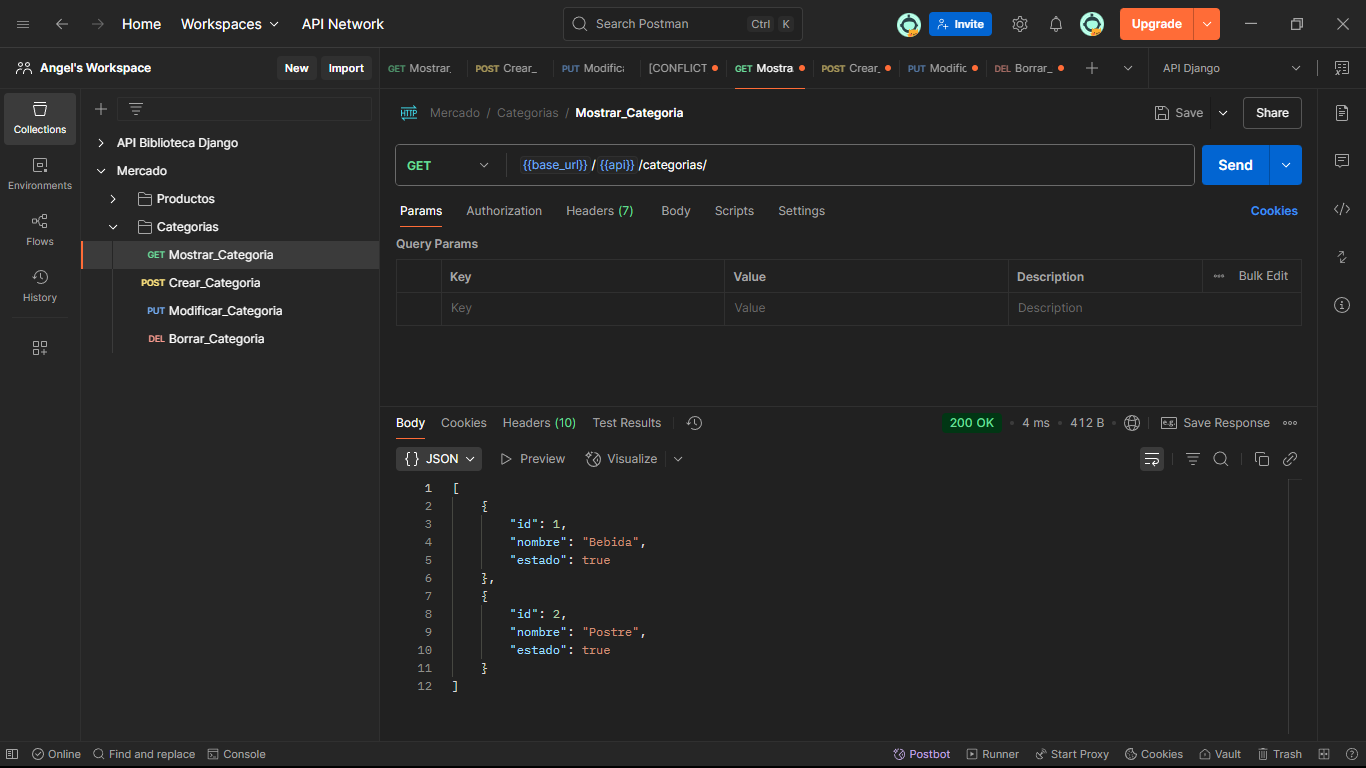 Home Workspaces API Network Search Postman Ctrl K Invite Upgrade
Angel's Workspace New Import GET Mostrar_ POST Crear_ PUT Modifica [CONFLICT GET Mostra POST Crear_ PUT Modific DEL Borrar_ API Django
HTTP Mercado / Categorias / Mostrar_Categoria Save Share
Collections
Environments
Flows
History
API Biblioteca Django
Mercado
Productos
Categorias
GET Mostrar_Categoria
POST Crear_Categoria
PUT Modificar_Categoria
DEL Borrar_Categoria
GET {{base_url}} / {{api}} /categorias/ Send
Params Authorization Headers (7) Body Scripts Settings Cookies
Query Params
Key Value Description Bulk Edit
Key Value Description
Body Cookies Headers (10) Test Results 200 OK • 4 ms • 412 B • e.g. Save Response
{} JSON Preview Visualize
1 [
2 {
3 "id": 1,
4 "nombre": "Bebida",
5 "estado": true
6 },
7 {
8 "id": 2,
9 "nombre": "Postre",
10 "estado": true
11 }
12 ]
Online Find and replace Console Postbot Runner Start Proxy Cookies Vault Trash